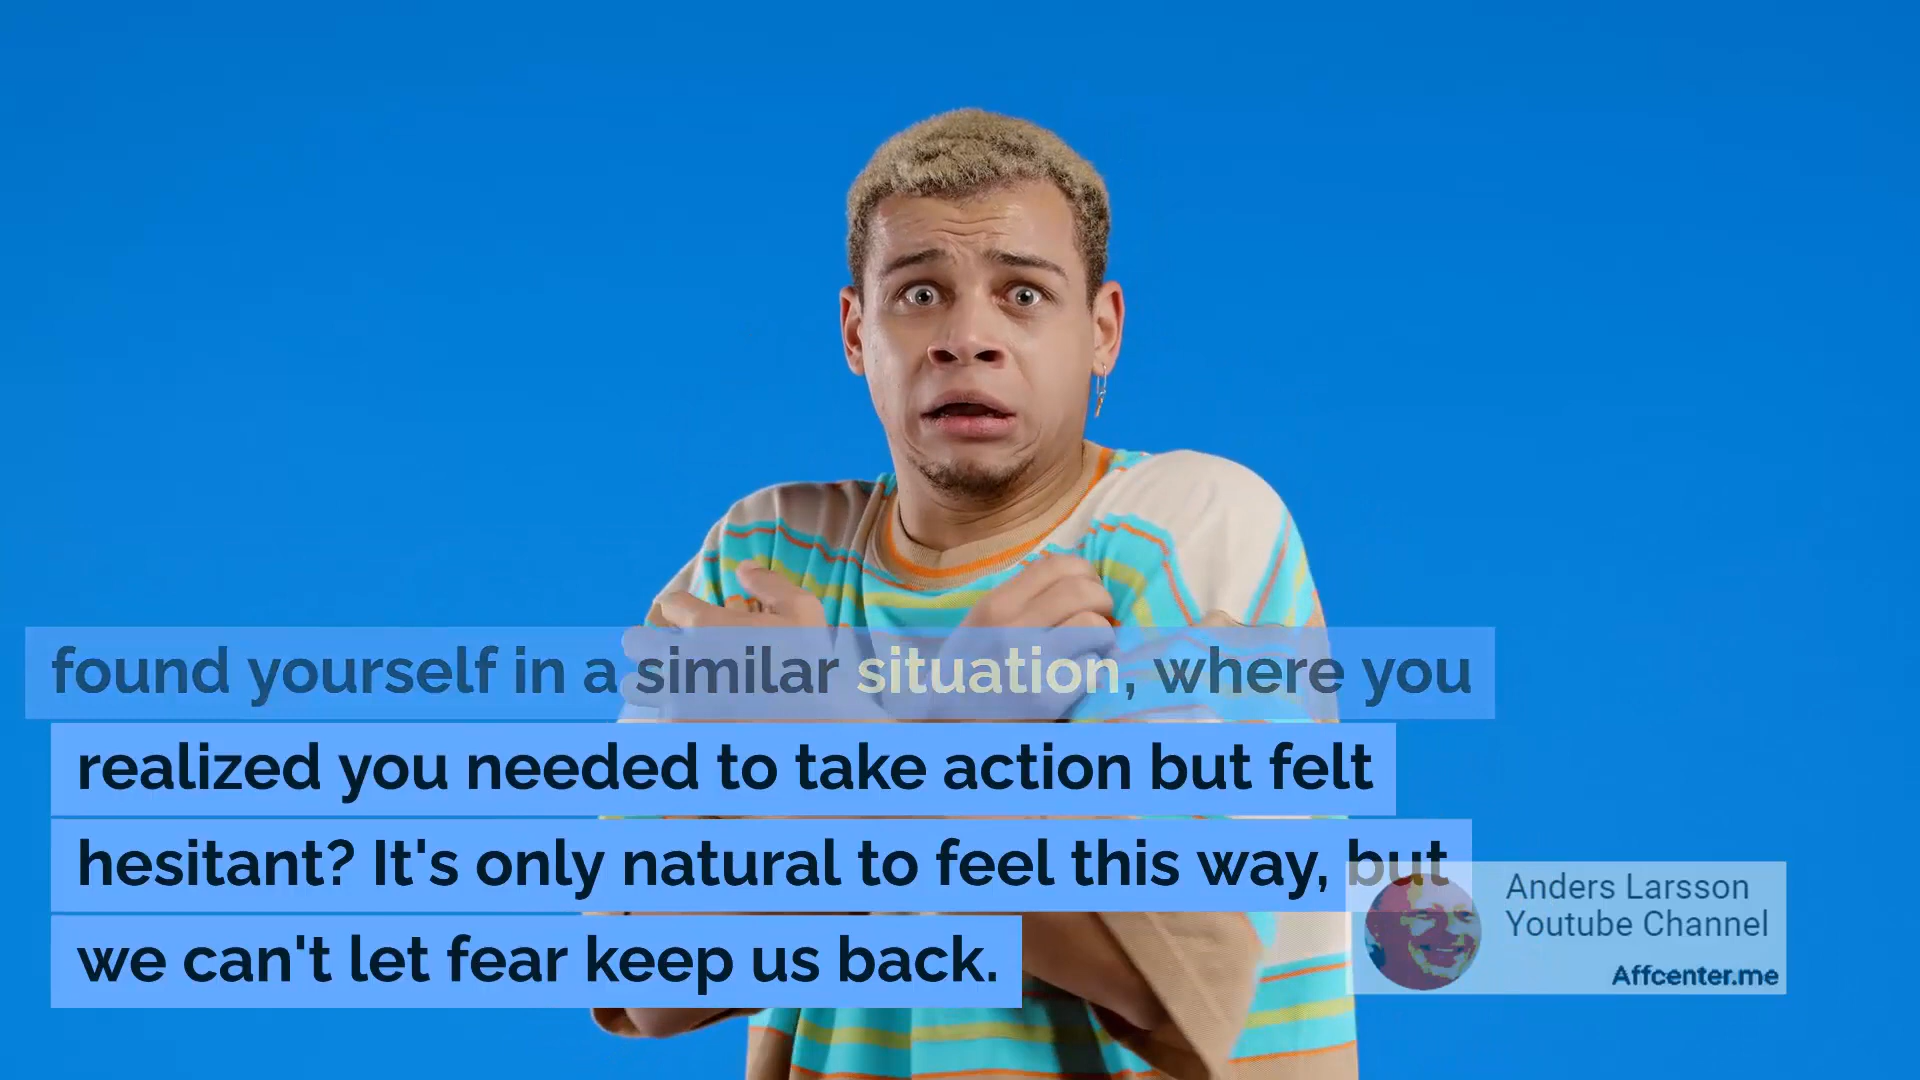 found yourself in a similar situation, where you
realized you needed to take action but felt
hesitant? It's only natural to feel this way, but
we can't let fear keep us back.
Anders Larsson
Youtube Channel
Affcenter.me